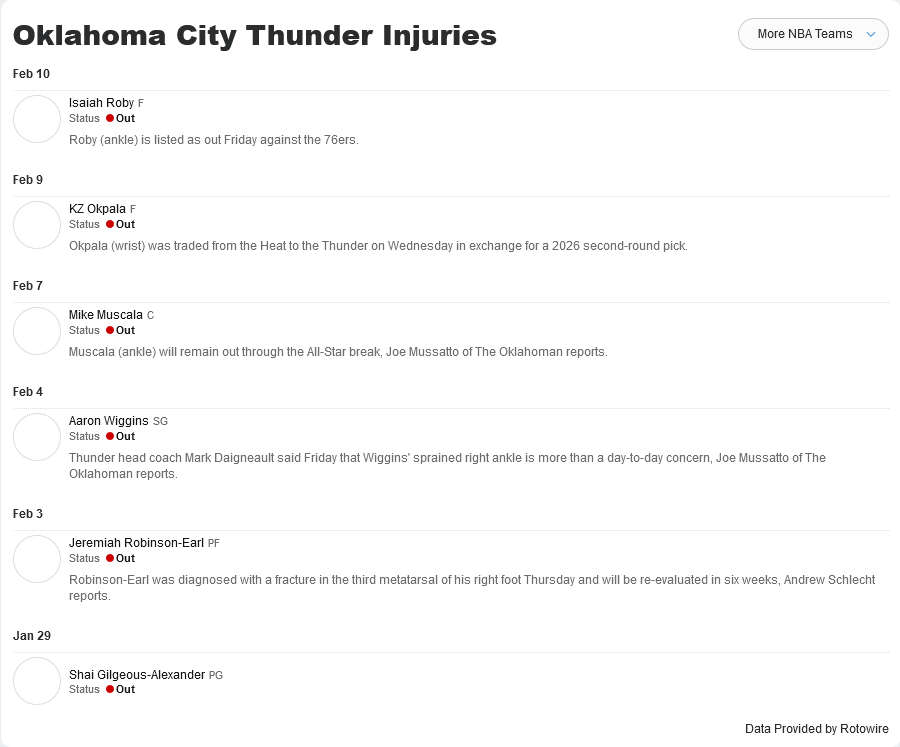 Oklahoma City Thunder Injuries
More NBA Teams
Feb 10
Isaiah Roby F
Status Out
Roby (ankle) is listed as out Friday against the 76ers.
Feb 9
KZ Okpala F
Status Out
Okpala (wrist) was traded from the Heat to the Thunder on Wednesday in exchange for a 2026 second-round pick.
Feb 7
Mike Muscala C
Status Out
Muscala (ankle) will remain out through the All-Star break, Joe Mussatto of The Oklahoman reports.
Feb 4
Aaron Wiggins SG
Status Out
Thunder head coach Mark Daigneault said Friday that Wiggins' sprained right ankle is more than a day-to-day concern, Joe Mussatto of The
Oklahoman reports.
Feb 3
Jeremiah Robinson-Earl PF
Status Out
Robinson-Earl was diagnosed with a fracture in the third metatarsal of his right foot Thursday and will be re-evaluated in six weeks, Andrew Schlecht
reports.
Jan 29
Shai Gilgeous-Alexander PG
Status Out
Data Provided by Rotowire